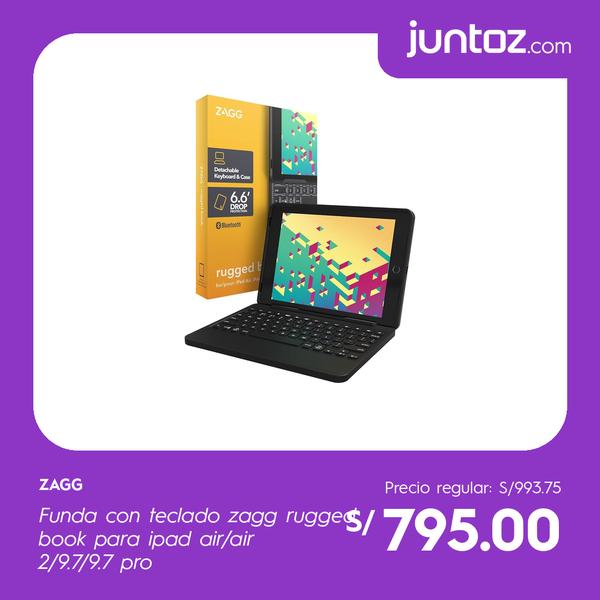 juntoz.com
ZAGG
Detachable
Keyboard & Case
6.6'
DROP
PROTECTION
Bluetooth
rugged b
ZAGG
Funda con teclado zagg rugged
book para ipad air/air
2/9.7/9.7 pro
Precio regular: S/993.75
S/ 795.00